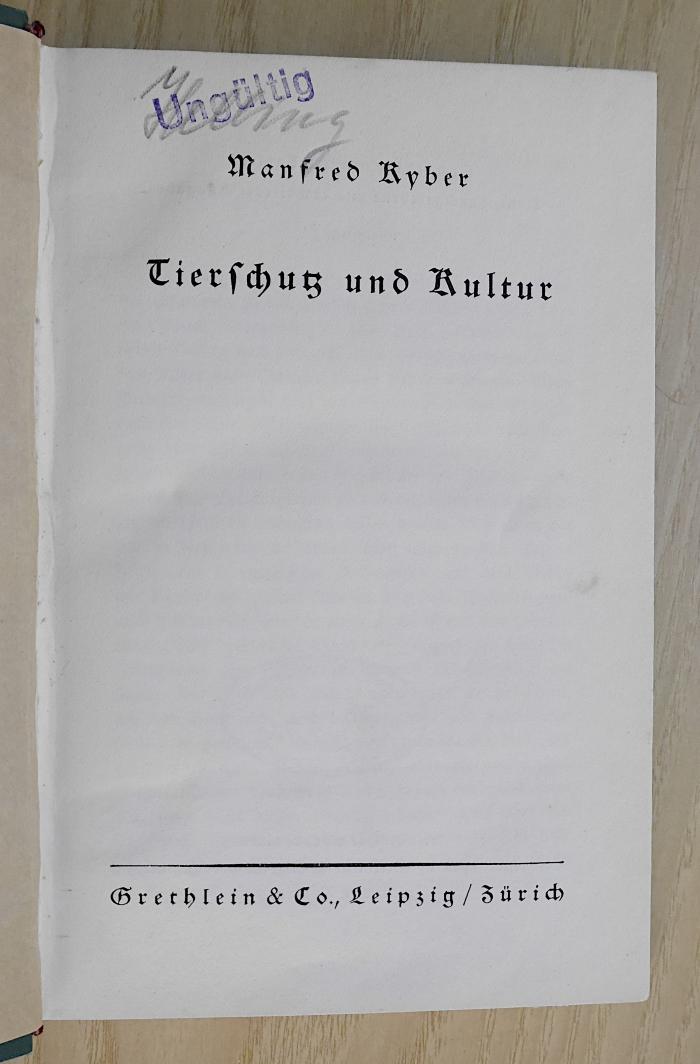 Ungültig
Manfred Kyber
Tierſchutz und Kultur
Grethlein & Co., Leipzig / Zürich